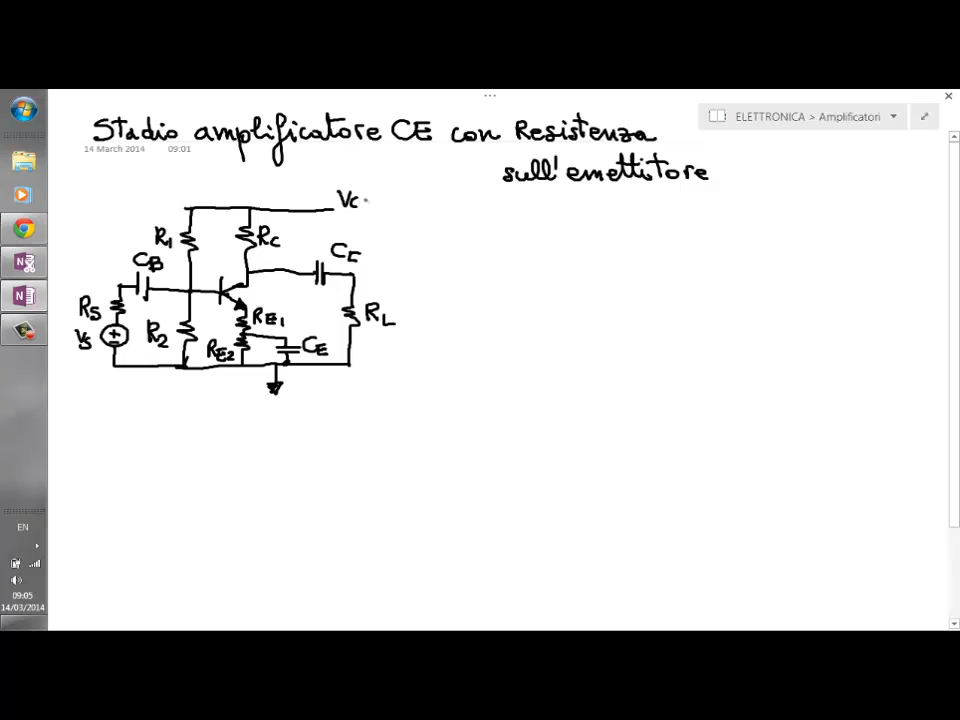 ELETTRONICA > Amplificatori
Stadio amplificatore CE con Resistenza
sull'emettitore
14 March 2014 09:01
Vc
R1
RC
CB
CC
RS
RE1
RL
VS
R2
RE2
CE
EN
09:05
14/03/2014